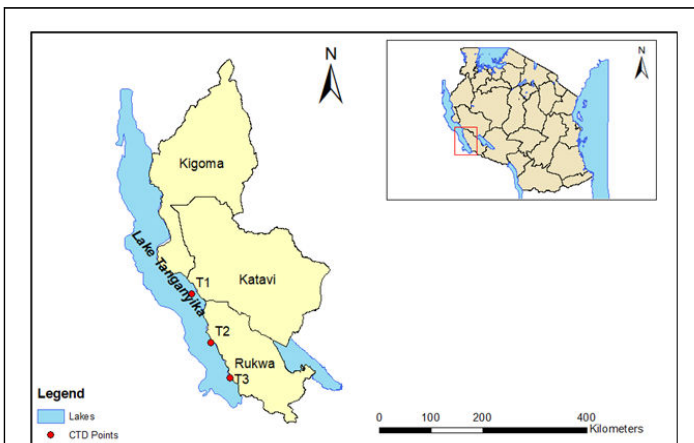 N
N
Kigoma
Lake Tanganyika
T1
Katavi
T2
Rukwa
T3
Legend
Lakes
CTD Points
0 100 200 400
Kilometers